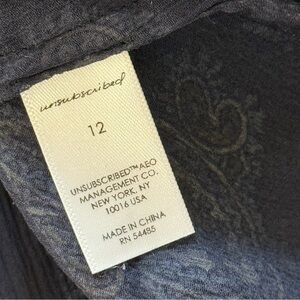 unsubscribed
12
UNSUBSCRIBED™AEO
MANAGEMENT CO.
NEW YORK, NY
10016 USA
MADE IN CHINA
RN 54485